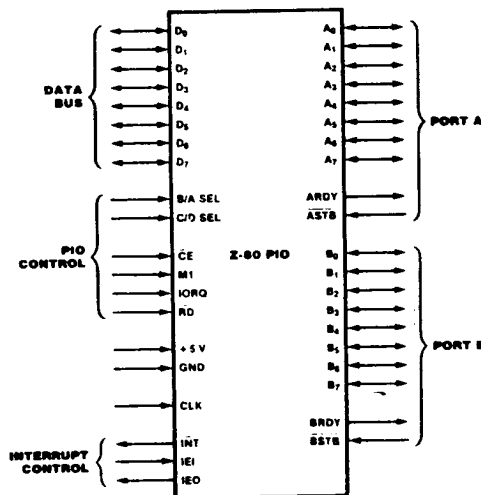 DATA
BUS
D0
D1
D2
D3
D4
D5
D6
D7
PIO
CONTROL
B/A SEL
C/D SEL
CE
M1
IORQ
RD
+5 V
GND
CLK
INTERRUPT
CONTROL
INT
IEI
IEO
Z-80 PIO
A0
A1
A2
A3
A4
A5
A6
A7
ARDY
ASTB
PORT A
B0
B1
B2
B3
B4
B5
B6
B7
BRDY
BSTB
PORT B